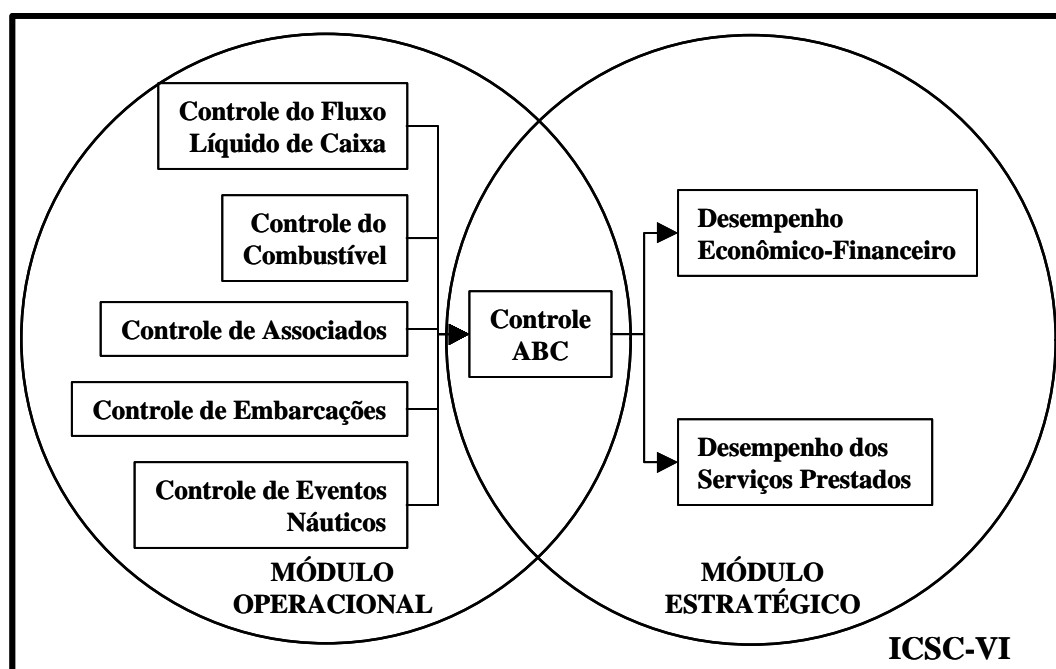 Controle do Fluxo
Líquido de Caixa
Controle do
Combustível
Controle de Associados
Controle de Embarcações
Controle de Eventos
Náuticos
MÓDULO
OPERACIONAL
Controle
ABC
Desempenho
Econômico-Financeiro
Desempenho dos
Serviços Prestados
MÓDULO
ESTRATÉGICO
ICSC-VI